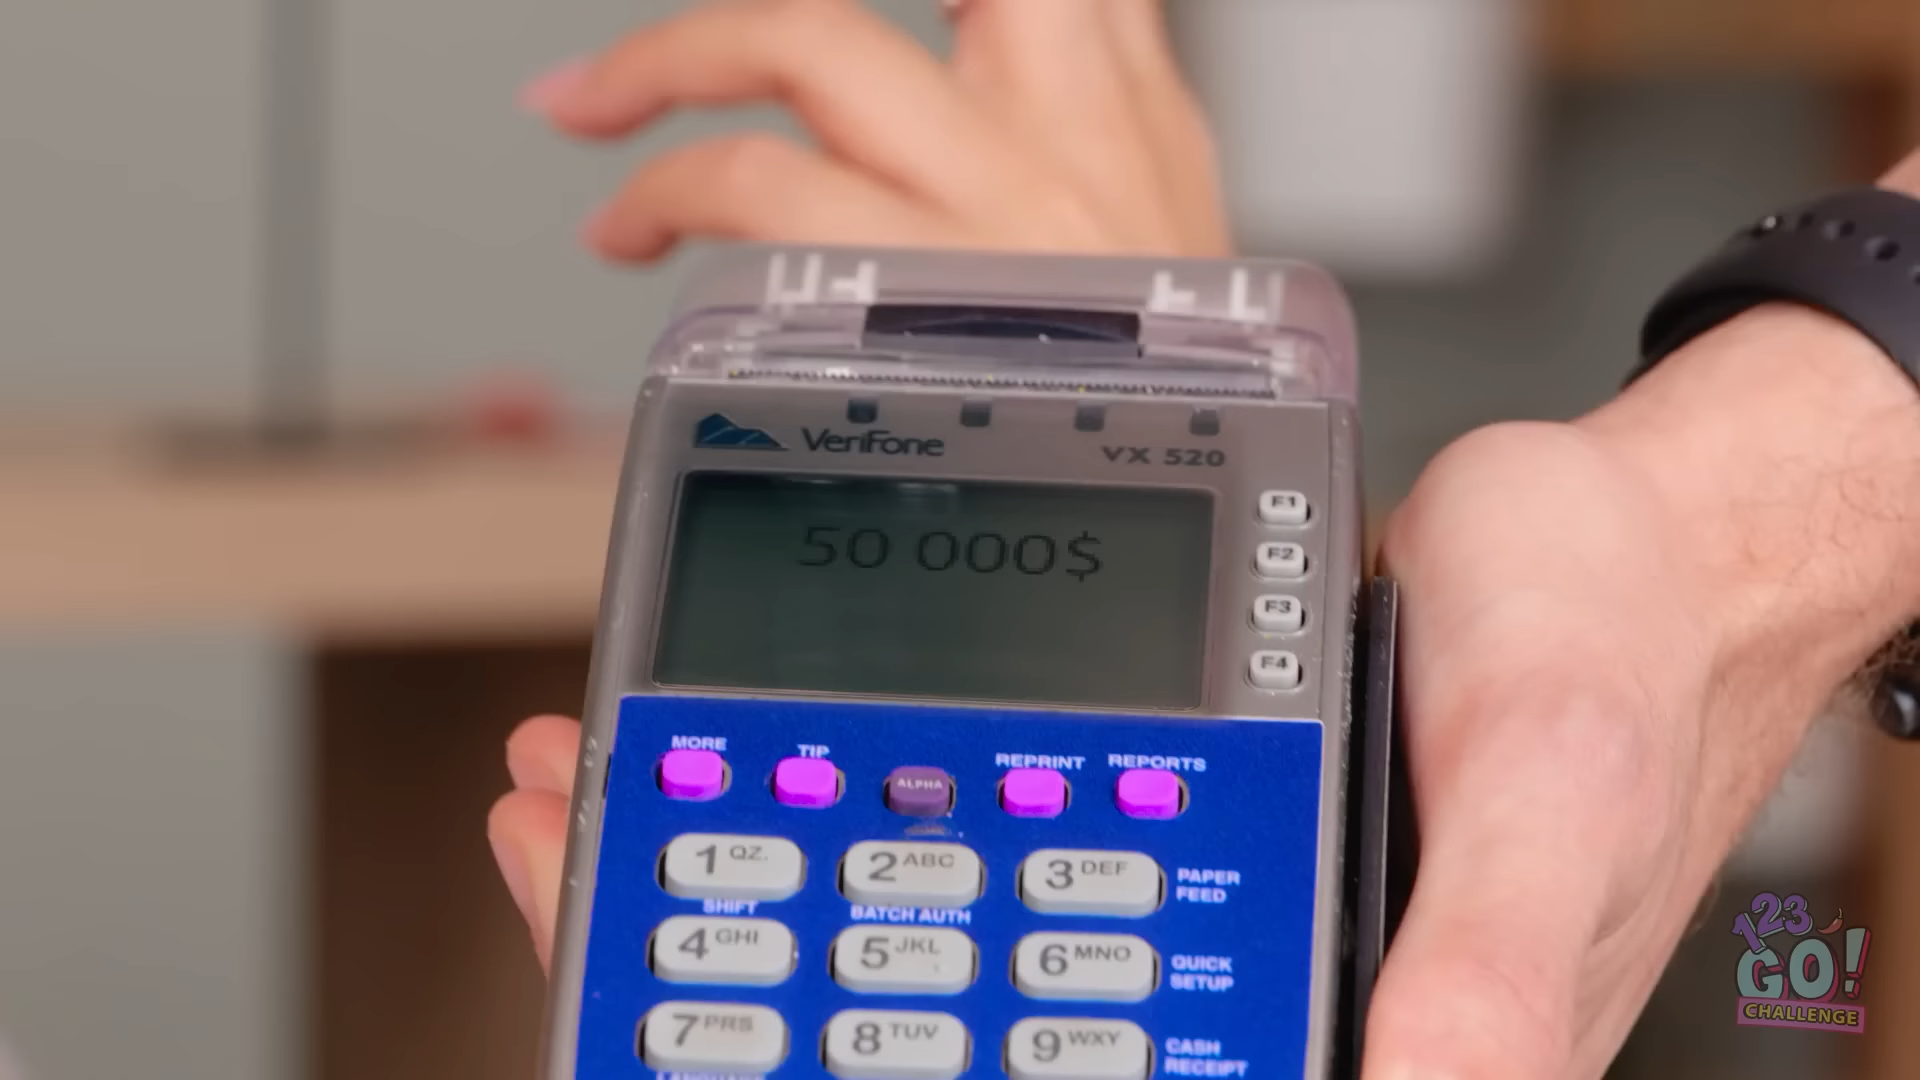 VeriFone
VX 520
50 000$
F1
F2
F3
F4
MORE
TIP
ALPHA
REPRINT
REPORTS
1 QZ.
2 ABC
3 DEF
PAPER
FEED
SHIFT
BATCH AUTH
4 GHI
5 JKL
6 MNO
QUICK
SETUP
7 PRS
8 TUV
9 WXY
CASH
RECEIPT
123
GO!
CHALLENGE